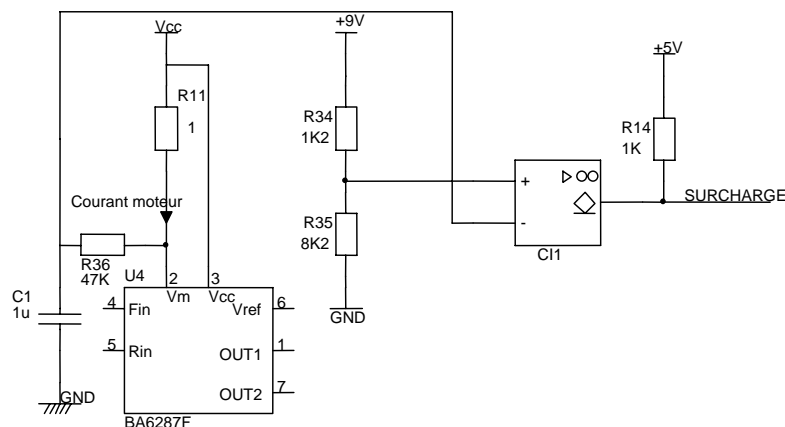 Vcc
+9V
+5V
R11
1
R34
1K2
R14
1K
+
-
SURCHARGE
Courant moteur
R35
8K2
CI1
R36
47K
U4
2
3
C1
1u
4
Fin
Vm
Vcc
Vref
6
GND
5
Rin
OUT1
1
OUT2
7
GND
BA6287F